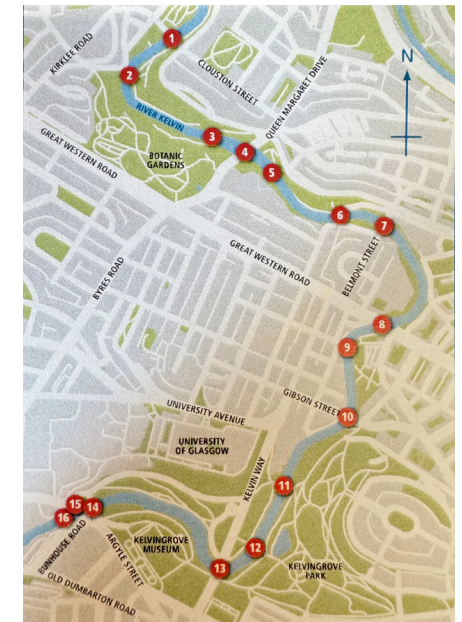 1
KIRKLEE ROAD
N
2
CLOUSTON STREET
QUEEN MARGARET DRIVE
RIVER KELVIN
3
GREAT WESTERN ROAD
4
BOTANIC
GARDENS
5
6
7
GREAT WESTERN ROAD
BELMONT STREET
BYRES ROAD
8
9
GIBSON STREET
UNIVERSITY AVENUE
10
UNIVERSITY
OF GLASGOW
KELVIN WAY
11
15
14
16
BUNHOUSE ROAD
ARGYLE STREET
KELVINGROVE
MUSEUM
12
13
KELVINGROVE
PARK
OLD DUMBARTON ROAD